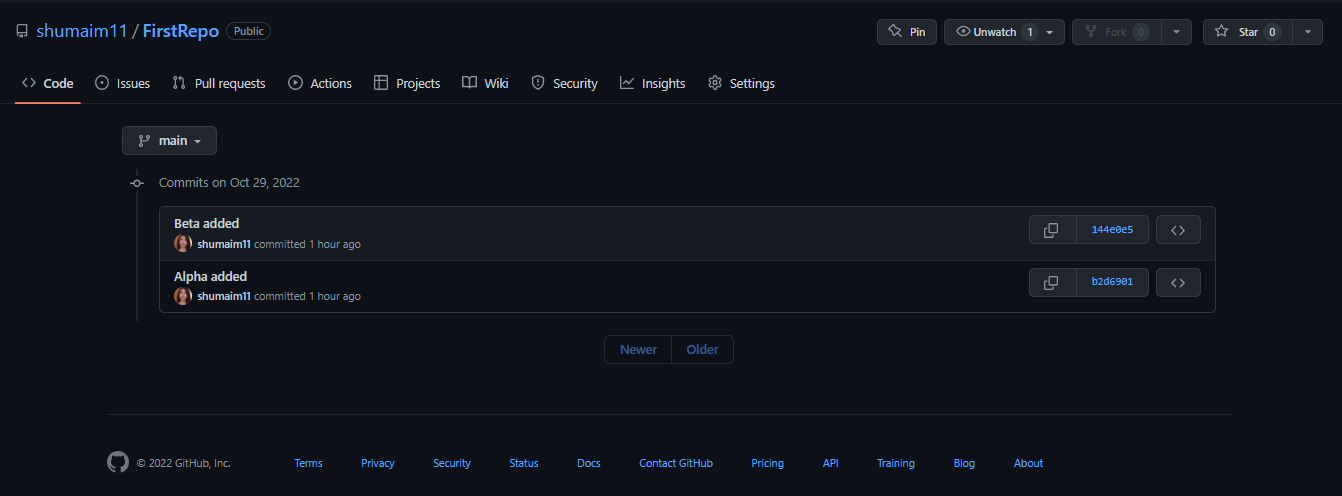 shumaim11 / FirstRepo Public Pin Unwatch 1 Fork 0 Star 0
Code Issues Pull requests Actions Projects Wiki Security Insights Settings
main
Commits on Oct 29, 2022
Beta added 144e0e5
shumaim11 committed 1 hour ago
Alpha added b2d6901
shumaim11 committed 1 hour ago
Newer Older
© 2022 GitHub, Inc. Terms Privacy Security Status Docs Contact GitHub Pricing API Training Blog About